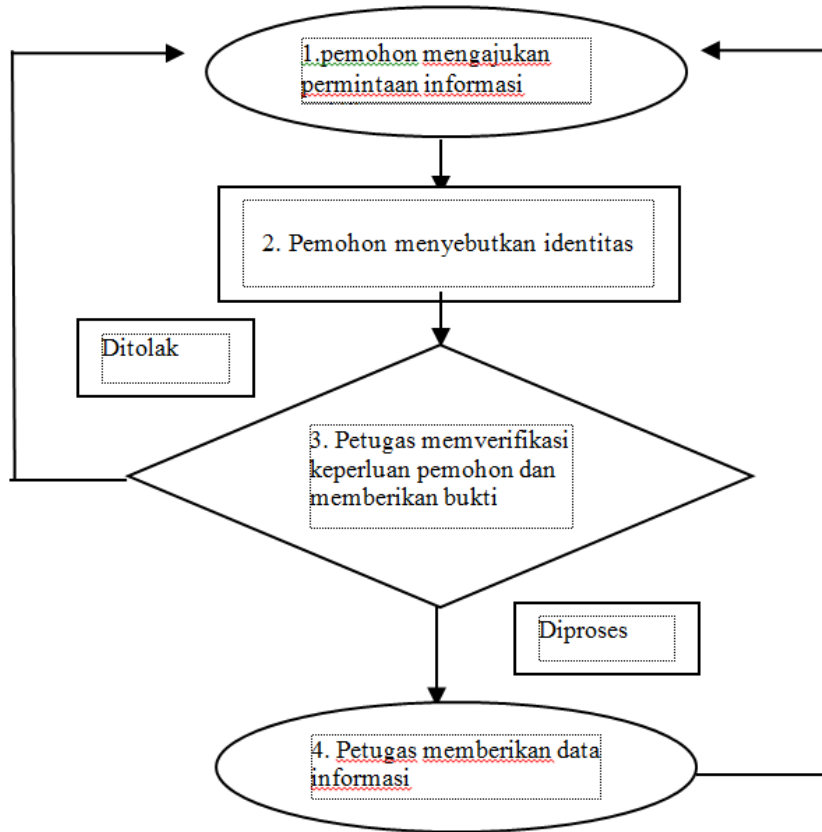 1.pemohon mengajukan
permintaan informasi
2. Pemohon menyebutkan identitas
Ditolak
3. Petugas memverifikasi
keperluan pemohon dan
memberikan bukti
Diproses
4. Petugas memberikan data
informasi